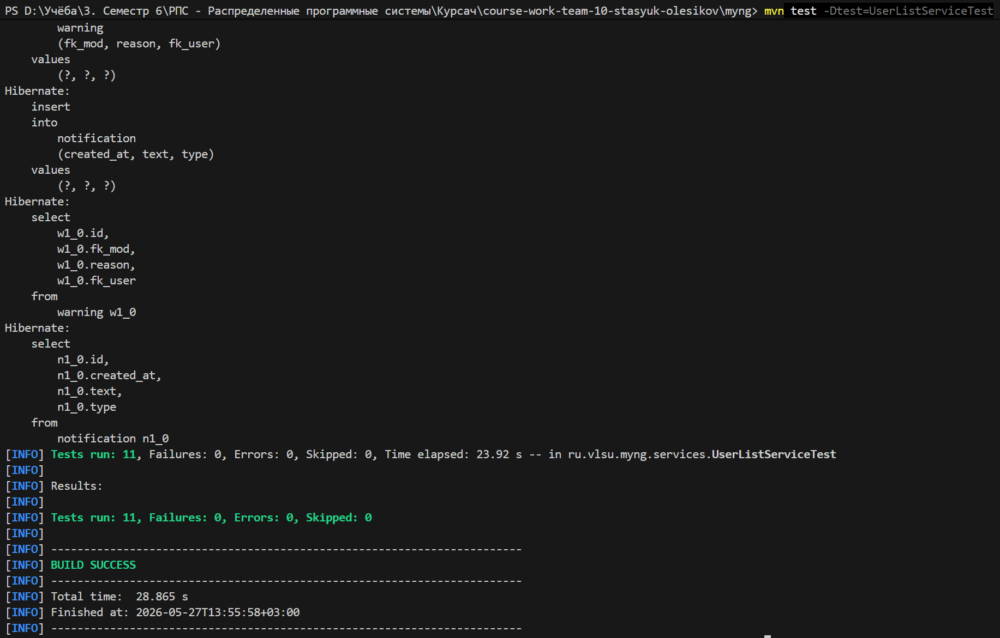 PS D:\Учёба\3. Семестр 6\РПС - Распределенные программные системы\Курсач\course-work-team-10-stasyuk-olesikov\myng> mvn test -Dtest=UserListServiceTest
        warning
        (fk_mod, reason, fk_user)
    values
        (?, ?, ?)
Hibernate:
    insert
    into
        notification
        (created_at, text, type)
    values
        (?, ?, ?)
Hibernate:
    select
        w1_0.id,
        w1_0.fk_mod,
        w1_0.reason,
        w1_0.fk_user
    from
        warning w1_0
Hibernate:
    select
        n1_0.id,
        n1_0.created_at,
        n1_0.text,
        n1_0.type
    from
        notification n1_0
[INFO] Tests run: 11, Failures: 0, Errors: 0, Skipped: 0, Time elapsed: 23.92 s -- in ru.vlsu.myng.services.UserListServiceTest
[INFO]
[INFO] Results:
[INFO]
[INFO] Tests run: 11, Failures: 0, Errors: 0, Skipped: 0
[INFO]
[INFO] ------------------------------------------------------------------------
[INFO] BUILD SUCCESS
[INFO] ------------------------------------------------------------------------
[INFO] Total time:  28.865 s
[INFO] Finished at: 2026-05-27T13:55:58+03:00
[INFO] ------------------------------------------------------------------------